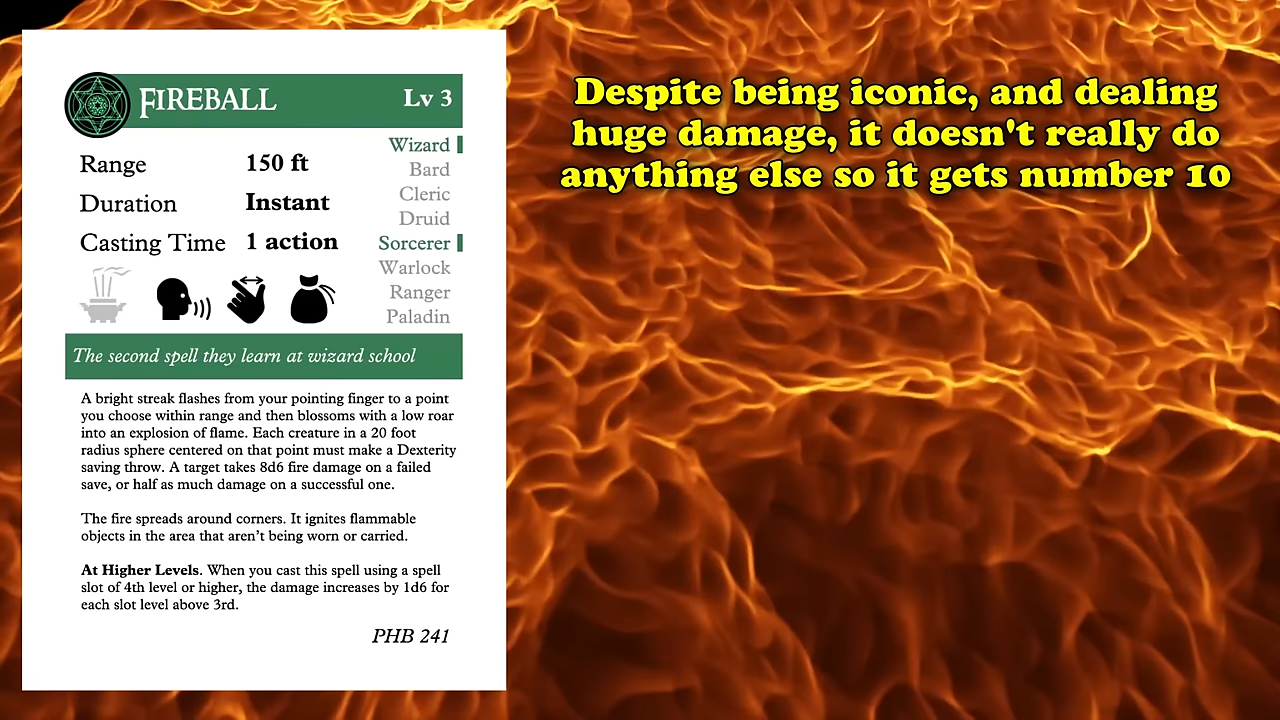 FIREBALL
Lv 3
Range 150 ft
Duration Instant
Casting Time 1 action
Wizard
Bard
Cleric
Druid
Sorcerer
Warlock
Ranger
Paladin
The second spell they learn at wizard school
A bright streak flashes from your pointing finger to a point
you choose within range and then blossoms with a low roar
into an explosion of flame. Each creature in a 20 foot
radius sphere centered on that point must make a Dexterity
saving throw. A target takes 8d6 fire damage on a failed
save, or half as much damage on a successful one.
The fire spreads around corners. It ignites flammable
objects in the area that aren't being worn or carried.
At Higher Levels. When you cast this spell using a spell
slot of 4th level or higher, the damage increases by 1d6 for
each slot level above 3rd.
PHB 241
Despite being iconic, and dealing
huge damage, it doesn't really do
anything else so it gets number 10